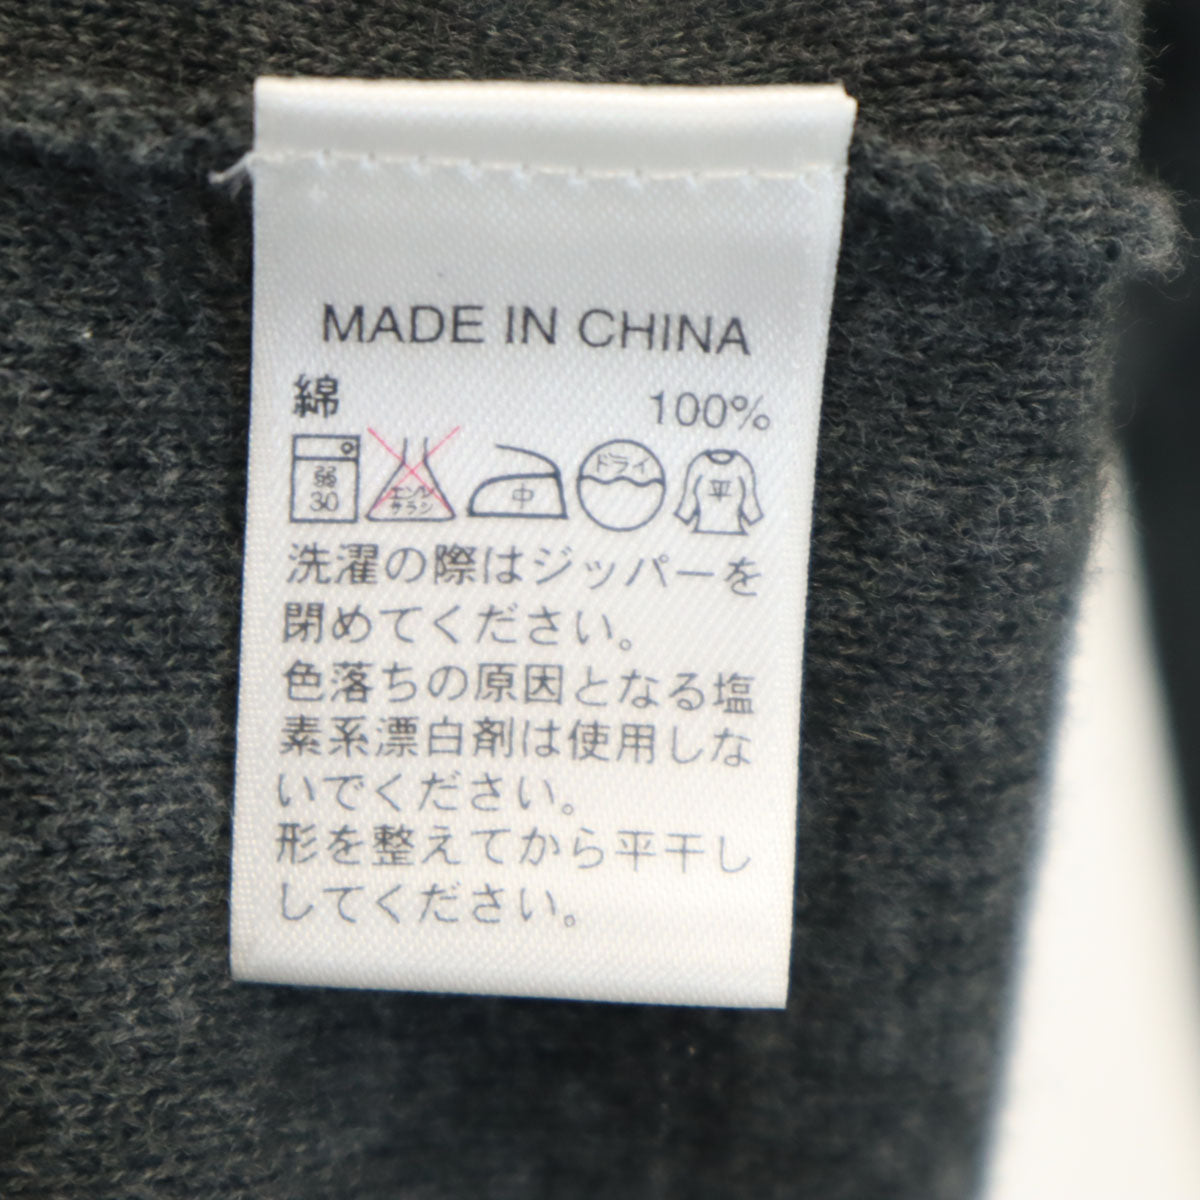 MADE IN CHINA
綿 100%
弱 30 エンソサラシ 中 ドライ 平
洗濯の際はジッパーを
閉めてください。
色落ちの原因となる塩
素系漂白剤は使用しな
いでください。
形を整えてから平干し
してください。